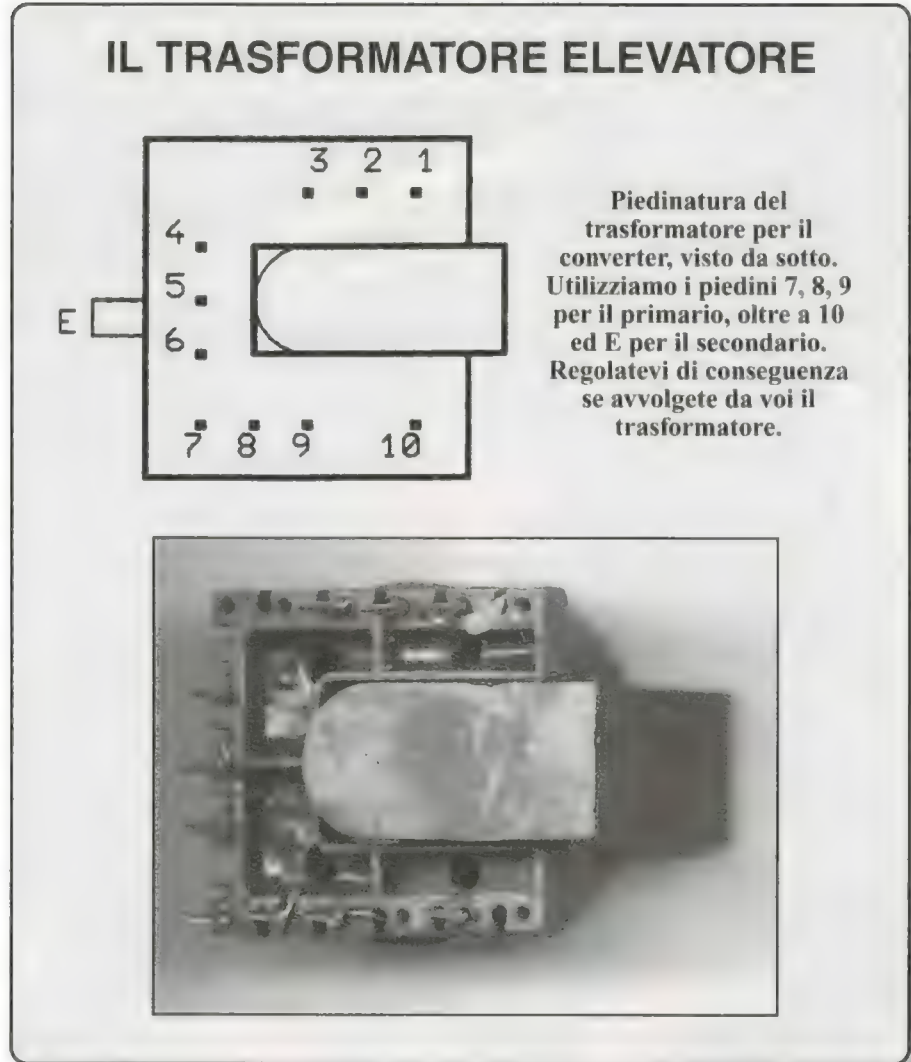 IL TRASFORMATORE ELEVATORE
3 2 1
4
5
E
6
7 8 9 10
Piedinatura del
trasformatore per il
converter, visto da sotto.
Utilizziamo i piedini 7, 8, 9
per il primario, oltre a 10
ed E per il secondario.
Regolatevi di conseguenza
se avvolgete da voi il
trasformatore.